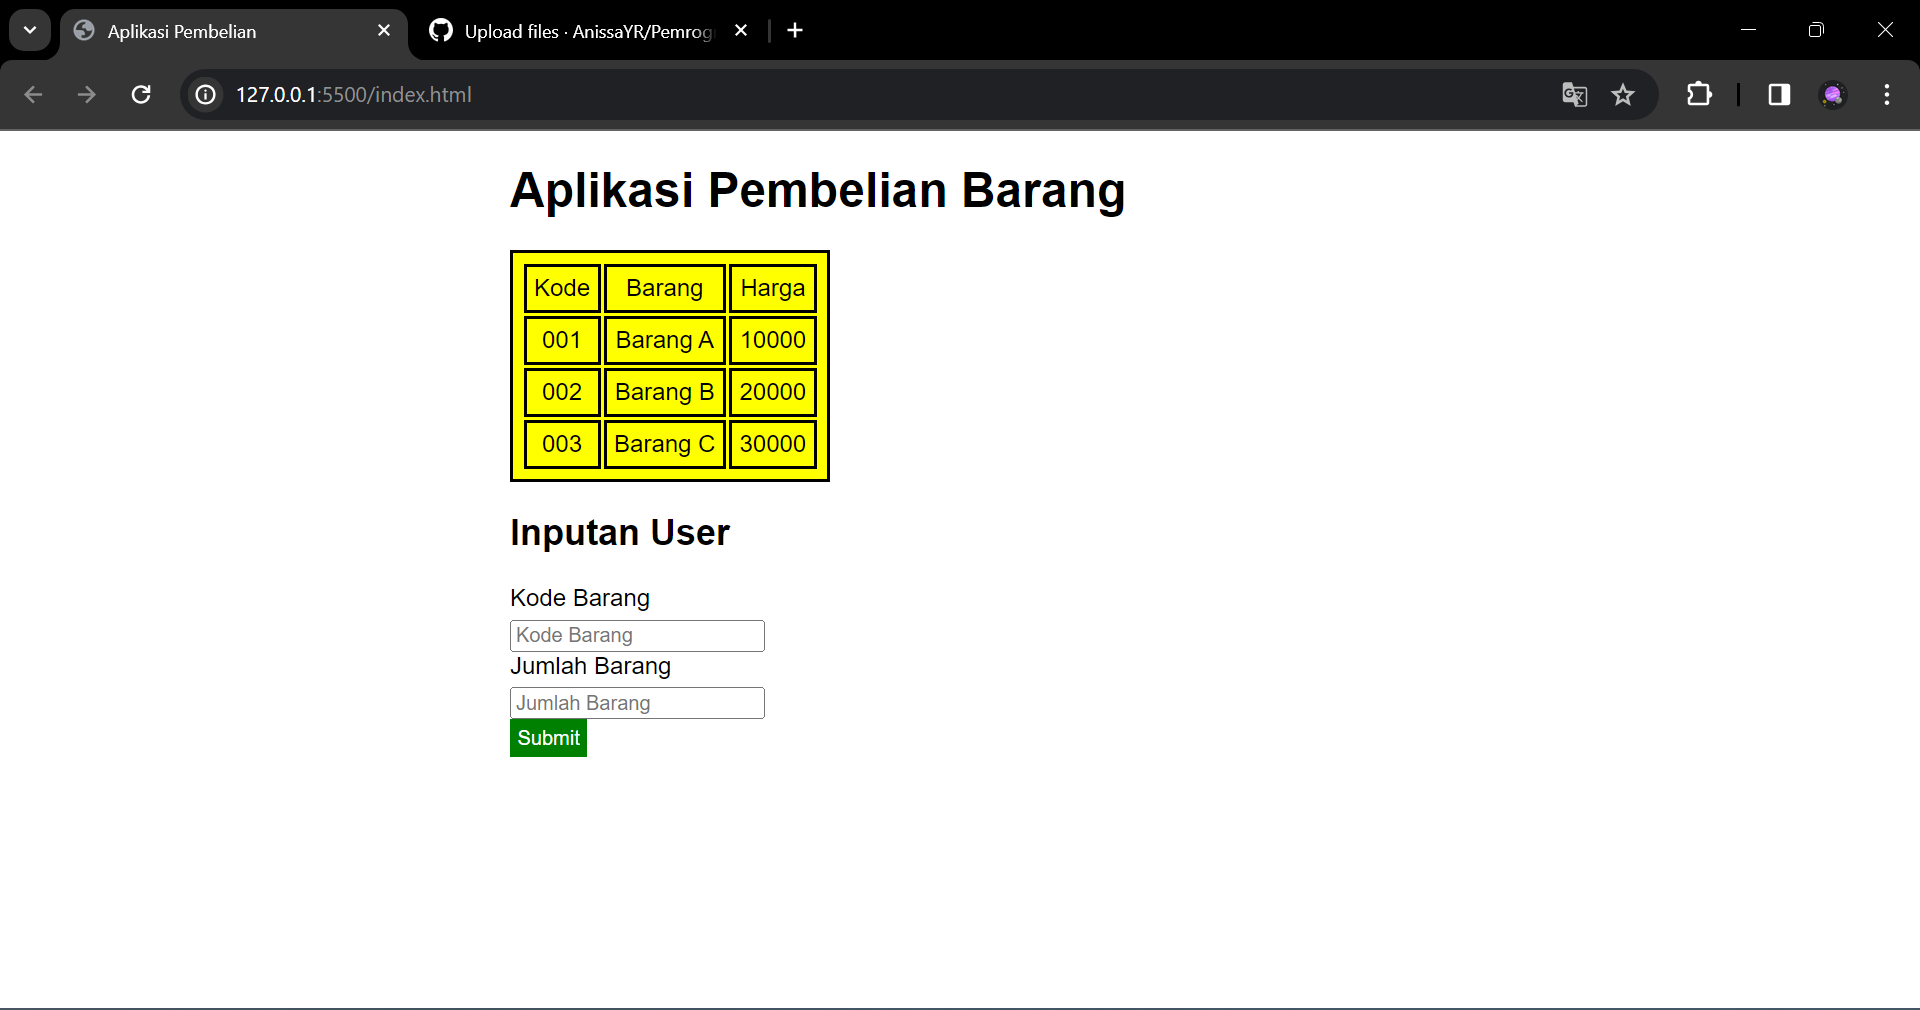 Aplikasi Pembelian
Upload files · AnissaYR/Pemrog
127.0.0.1:5500/index.html
Aplikasi Pembelian Barang
Kode Barang Harga
001 Barang A 10000
002 Barang B 20000
003 Barang C 30000
Inputan User
Kode Barang
Kode Barang
Jumlah Barang
Jumlah Barang
Submit